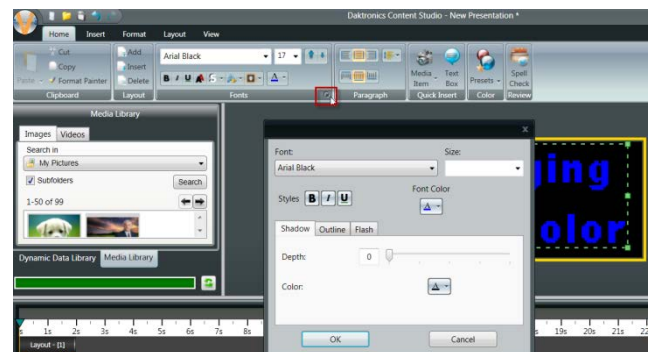 Daktronics Content Studio - New Presentation *
Home Insert Format Layout View
Cut
Copy
Paste Format Painter
Clipboard
Add
Insert
Delete
Layout
Arial Black 17
B I U S A
Fonts
Paragraph
Media Item
Text Box
Quick Insert
Presets
Color
Spell Check
Review
Media Library
Images Videos
Search in
My Pictures
Subfolders Search
1-50 of 99
Dynamic Data Library Media Library
x
Font: Size:
Arial Black
Styles B I U
Font Color
A
Shadow Outline Flash
Depth: 0
Color: A
OK Cancel
ging
olor
s 1s 2s 3s 4s 5s 6s 7s 8s 19s 20s 21s 22
Layout - [1]